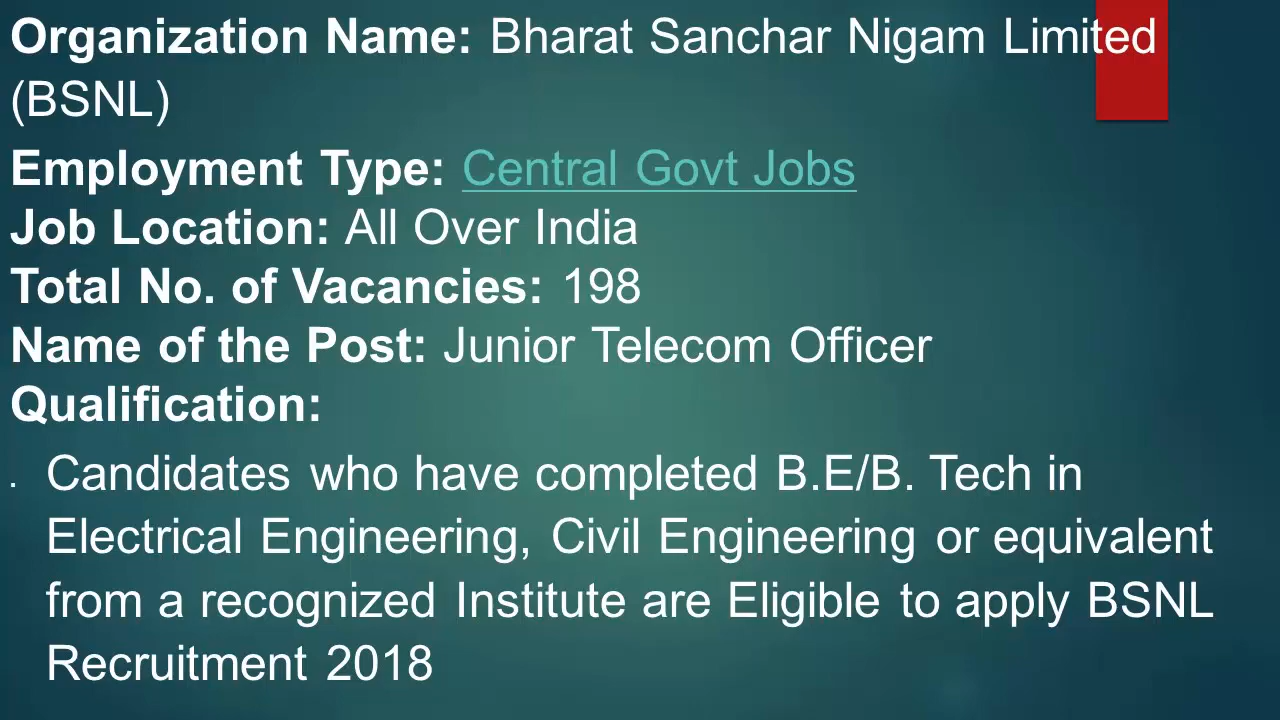 Organization Name: Bharat Sanchar Nigam Limited
(BSNL)
Employment Type: Central Govt Jobs
Job Location: All Over India
Total No. of Vacancies: 198
Name of the Post: Junior Telecom Officer
Qualification:
Candidates who have completed B.E/B. Tech in
Electrical Engineering, Civil Engineering or equivalent
from a recognized Institute are Eligible to apply BSNL
Recruitment 2018